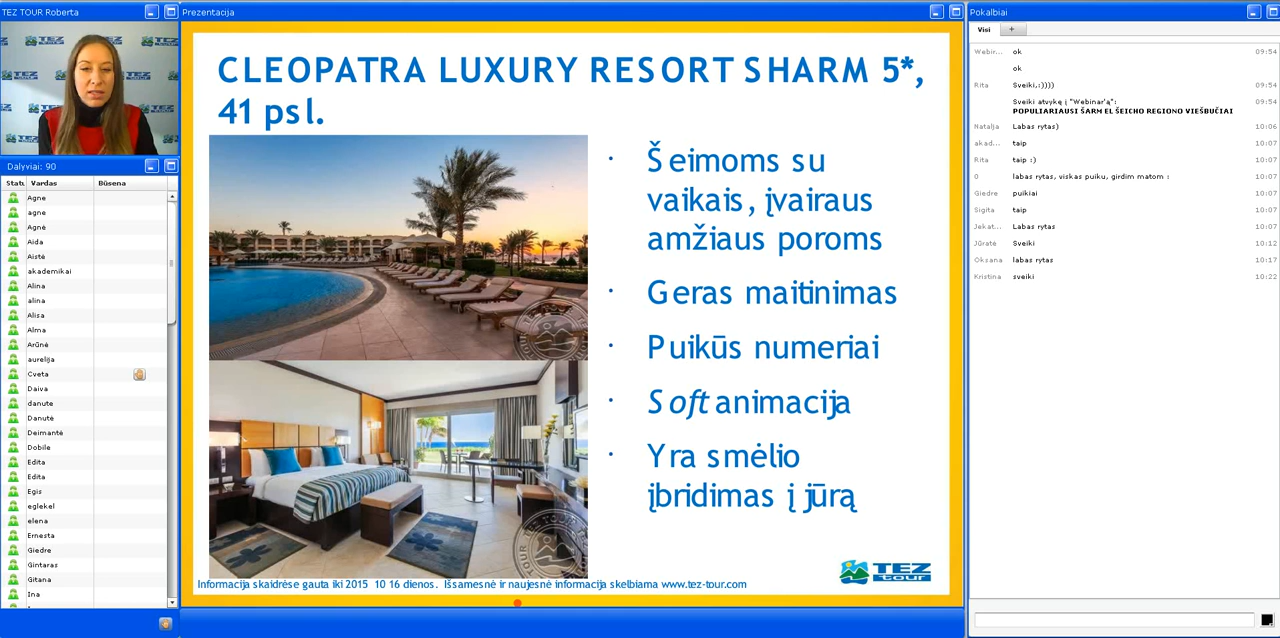 TEZ TOUR Roberta
Dalyviai: 90
Vardas
Būsena
Agne
agne
Agnė
Aida
Aistė
akademikai
Alina
alina
Alisa
Alma
Arūnė
aurelija
Cveta
Daiva
danute
Danutė
Deimantė
Dobile
Edita
Edita
Egis
eglekel
elena
Ernesta
Giedre
Gintaras
Gitana
Ina
Prezentacija
CLEOPATRA LUXURY RESORT SHARM 5*,
41 psl.
· Šeimoms su
vaikais, įvairaus
amžiaus poroms
· Geras maitinimas
· Puikūs numeriai
· Soft animacija
· Yra smėlio
įbridimas į jūrą
TEZ
tour
Informacija skaidrėse gauta iki 2015 10 16 dienos. Išsamesnė ir naujesnė informacija skelbiama www.tez-tour.com
Pokalbiai
Visi +
Webir... ok 09:54
ok
Rita Sveiki,:)))) 09:54
Sveiki atvykę į "Webinar'ą": 09:54
POPULIARIAUSI ŠARM EL ŠEICHO REGIONO VIEŠBUČIAI
Natalja Labas rytas) 10:06
akad... taip 10:07
Rita taip :) 10:07
0 labas rytas, viskas puiku, girdim matom : 10:07
Giedre puikiai 10:07
Sigita taip 10:07
Jekat... Labas rytas 10:07
Jūratė Sveiki 10:12
Oksana labas rytas 10:17
Kristina sveiki 10:22